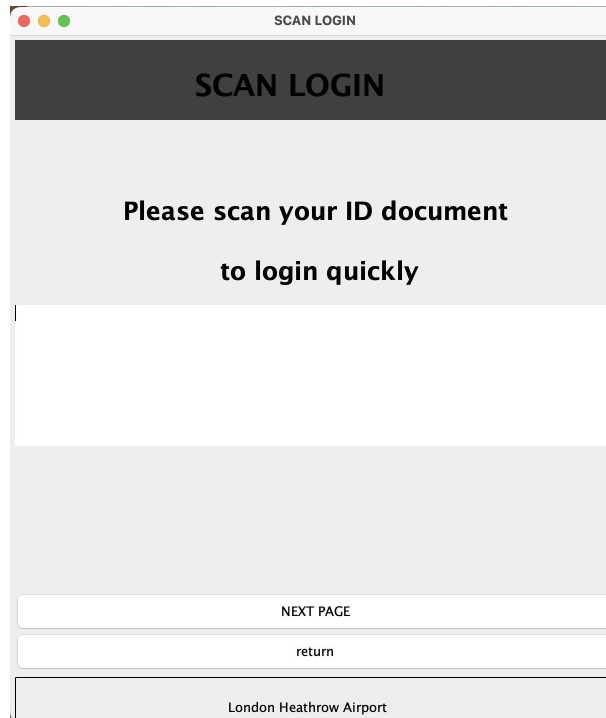 SCAN LOGIN
SCAN LOGIN
Please scan your ID document
to login quickly
NEXT PAGE
return
London Heathrow Airport